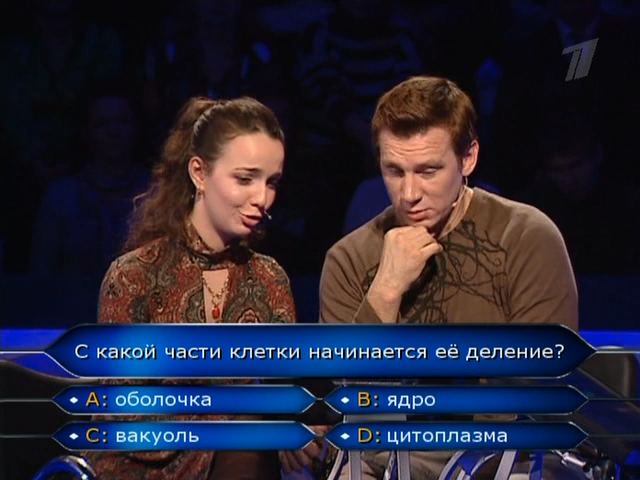 С какой части клетки начинается её деление?
A: оболочка
B: ядро
C: вакуоль
D: цитоплазма